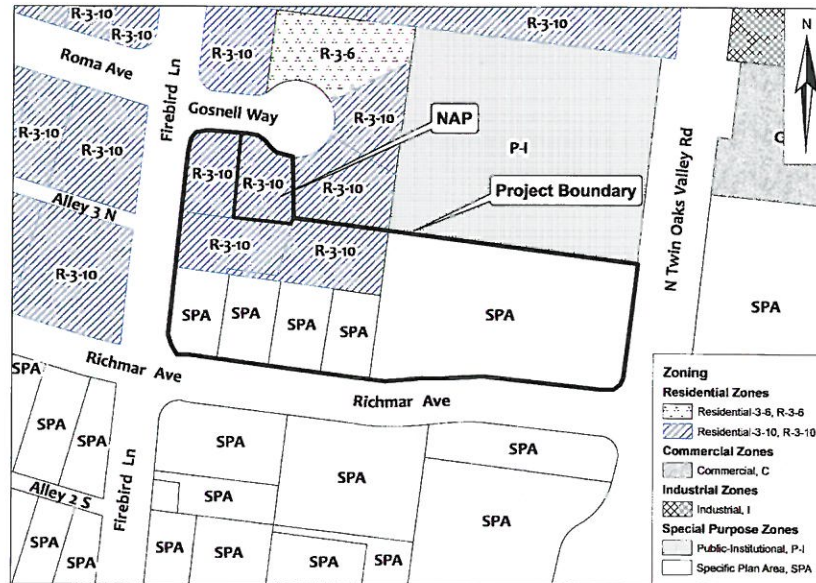 R-3-10
R-3-10
R-3-10
R-3-10
N
R-3-10
R-3-6
Roma Ave
Firebird Ln
Gosnell Way
NAP
R-3-10
P-I
N Twin Oaks Valley Rd
R-3-10
R-3-10
R-3-10
R-3-10
R-3-10
Project Boundary
Alley 3 N
R-3-10
R-3-10
SPA
SPA
SPA
SPA
SPA
SPA
Richmar Ave
Richmar Ave
SPA
SPA
SPA
SPA
SPA
SPA
Alley 2 S
Firebird Ln
SPA
SPA
SPA
SPA
SPA
SPA
SPA
SPA
SPA
Zoning
Residential Zones
Residential-3-6, R-3-6
Residential-3-10, R-3-10
Commercial Zones
Commercial, C
Industrial Zones
Industrial, I
Special Purpose Zones
Public-Institutional, P-I
Specific Plan Area, SPA